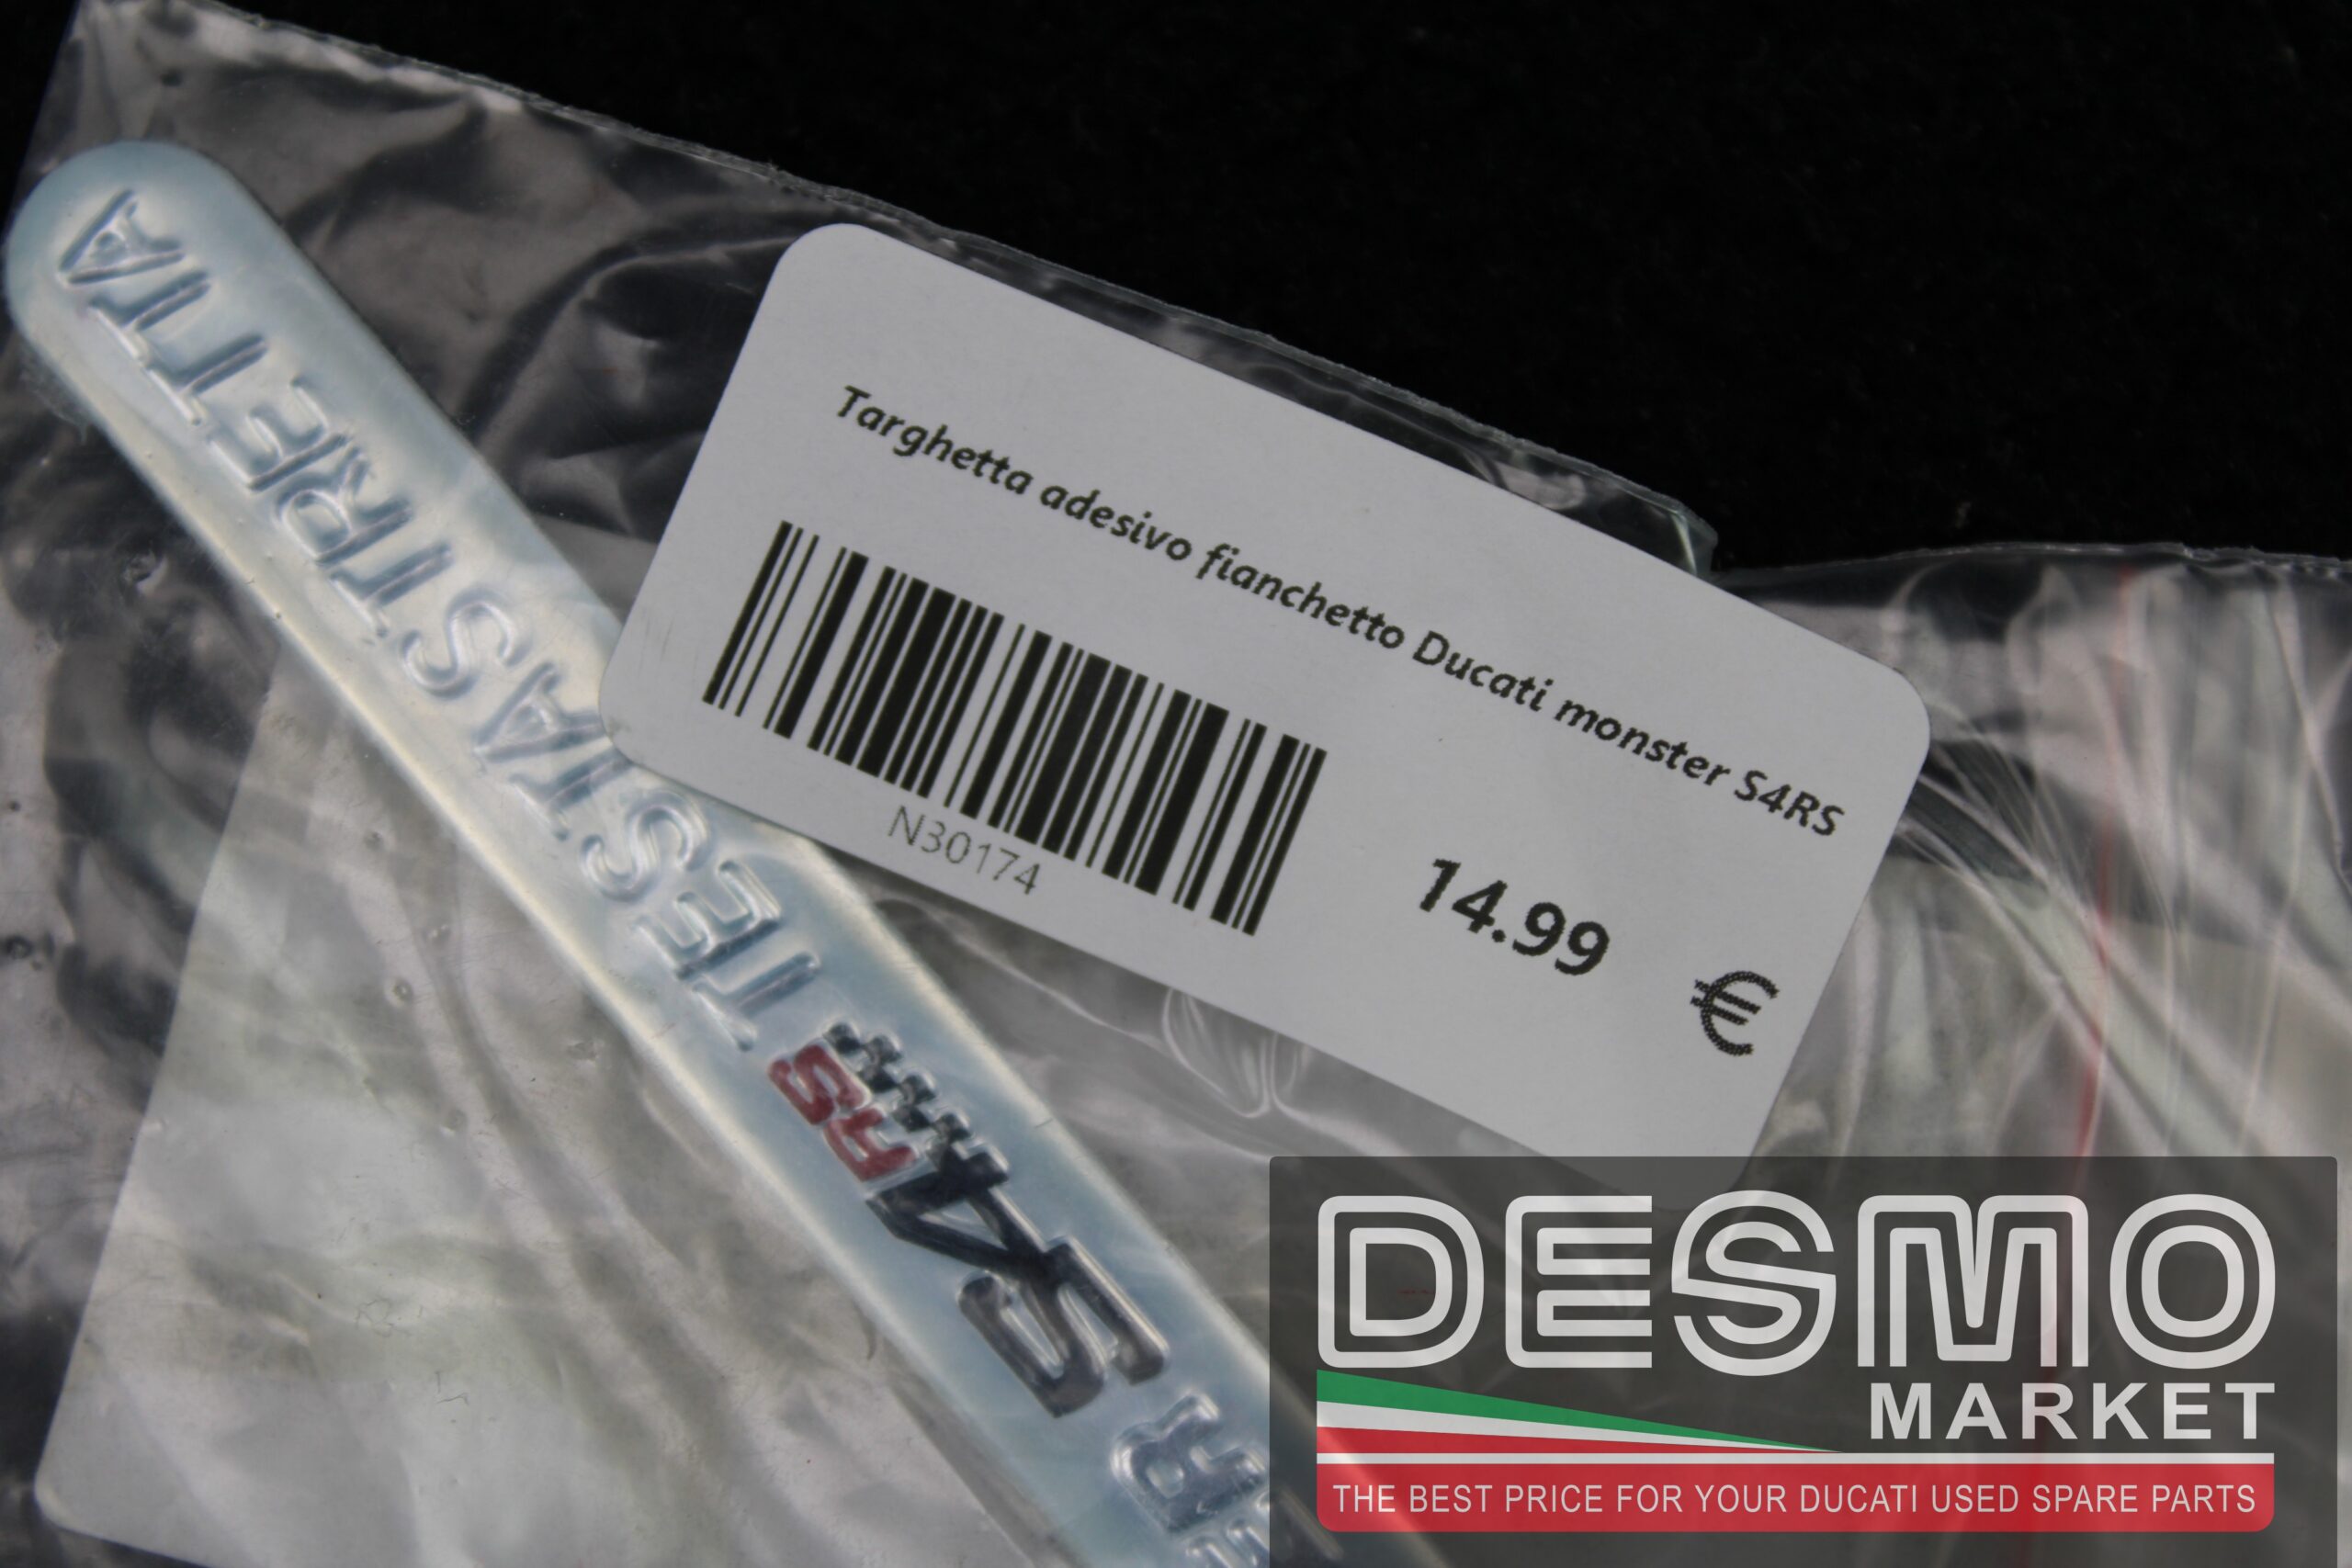 Targhetta adesivo fianchetto Ducati monster S4RS
N30174
14.99
€
S4RS TESTASTRETTA
DESMO
MARKET
THE BEST PRICE FOR YOUR DUCATI USED SPARE PARTS